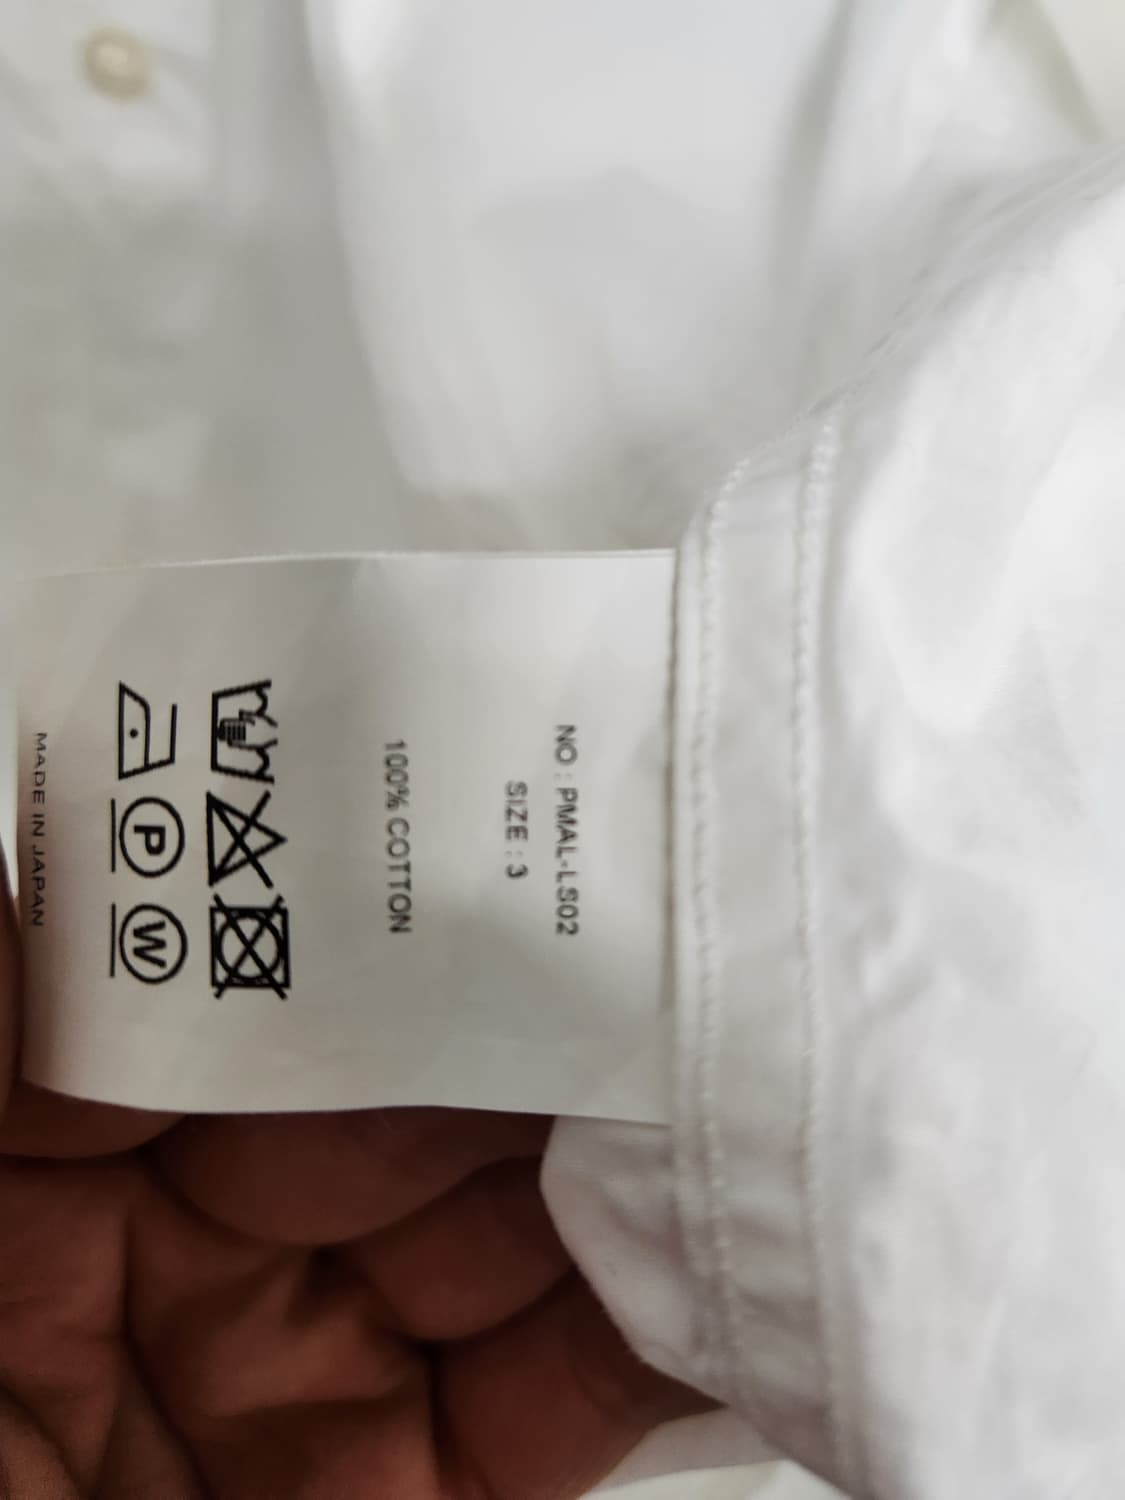 NO : PMAL-LS02
SIZE : 3
100% COTTON
P W
MADE IN JAPAN